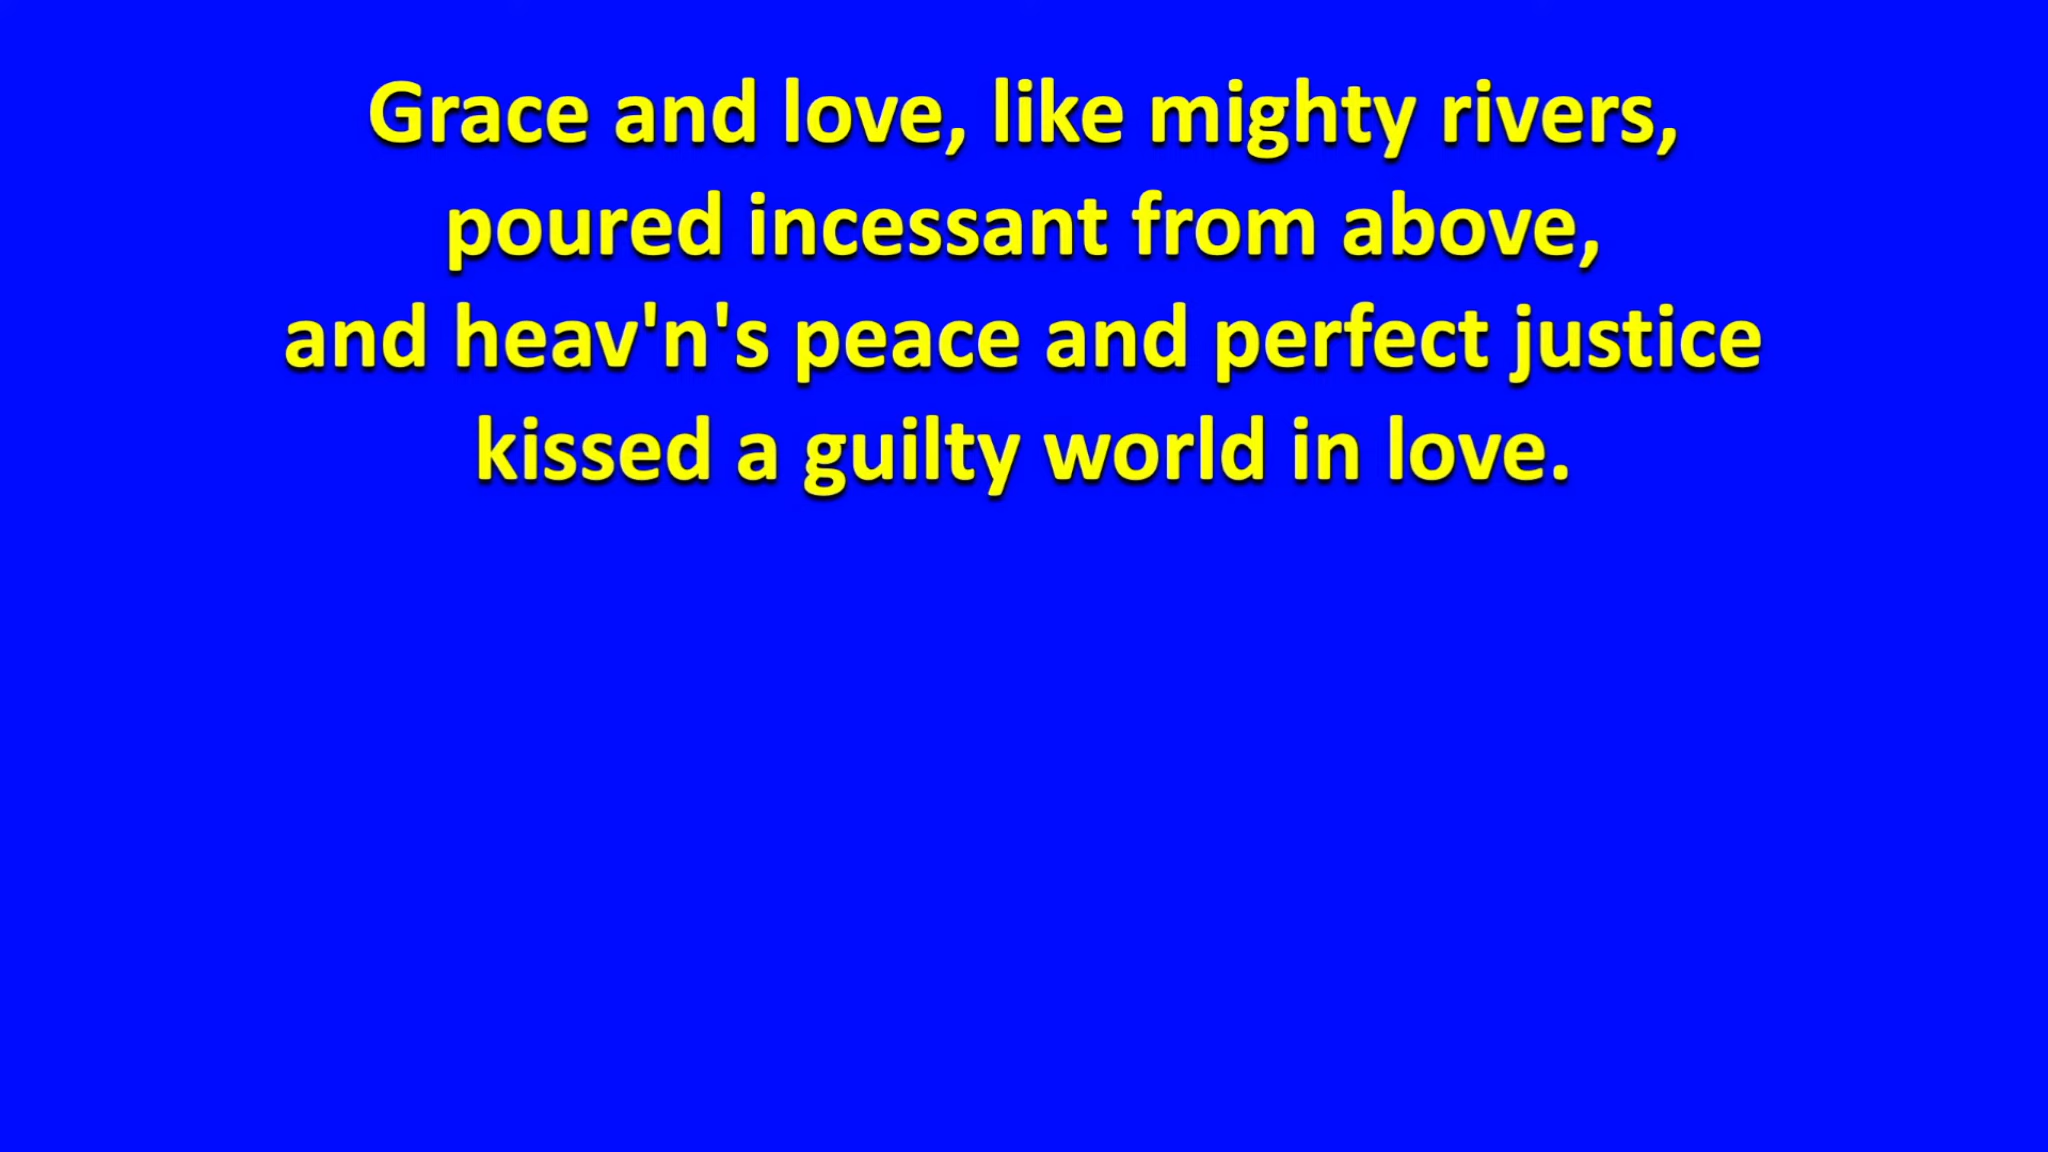 Grace and love, like mighty rivers,
poured incessant from above,
and heav'n's peace and perfect justice
kissed a guilty world in love.